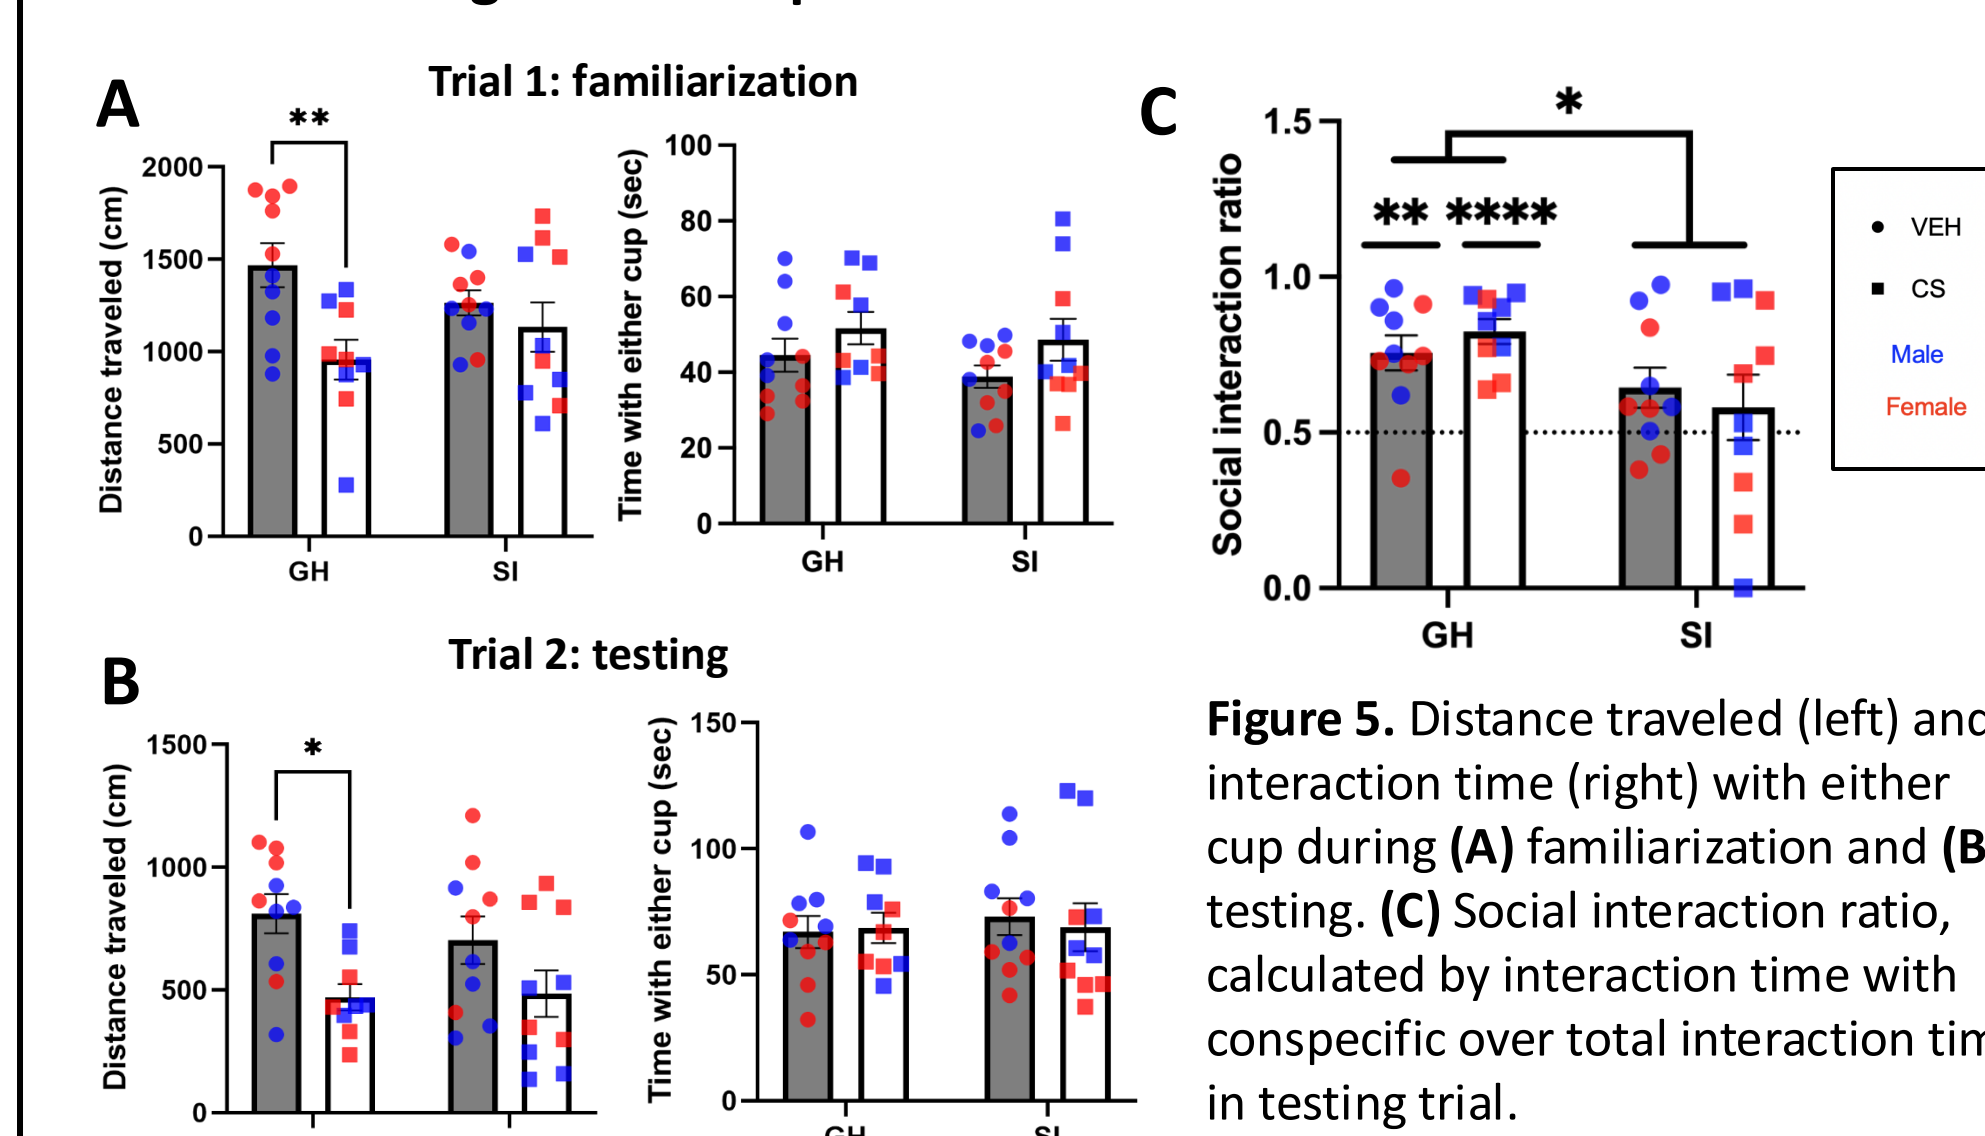 A
Trial 1: familiarization
**
Distance traveled (cm)
2000
1500
1000
500
0
GH
SI
Time with either cup (sec)
100
80
60
40
20
0
GH
SI
B
Trial 2: testing
*
Distance traveled (cm)
1500
1000
500
0
Time with either cup (sec)
150
100
50
0
GH
SI
C
*
** ****
Social interaction ratio
1.5
1.0
0.5
0.0
GH
SI
VEH
CS
Male
Female
Figure 5. Distance traveled (left) and
interaction time (right) with either
cup during (A) familiarization and (B
testing. (C) Social interaction ratio,
calculated by interaction time with
conspecific over total interaction tim
in testing trial.